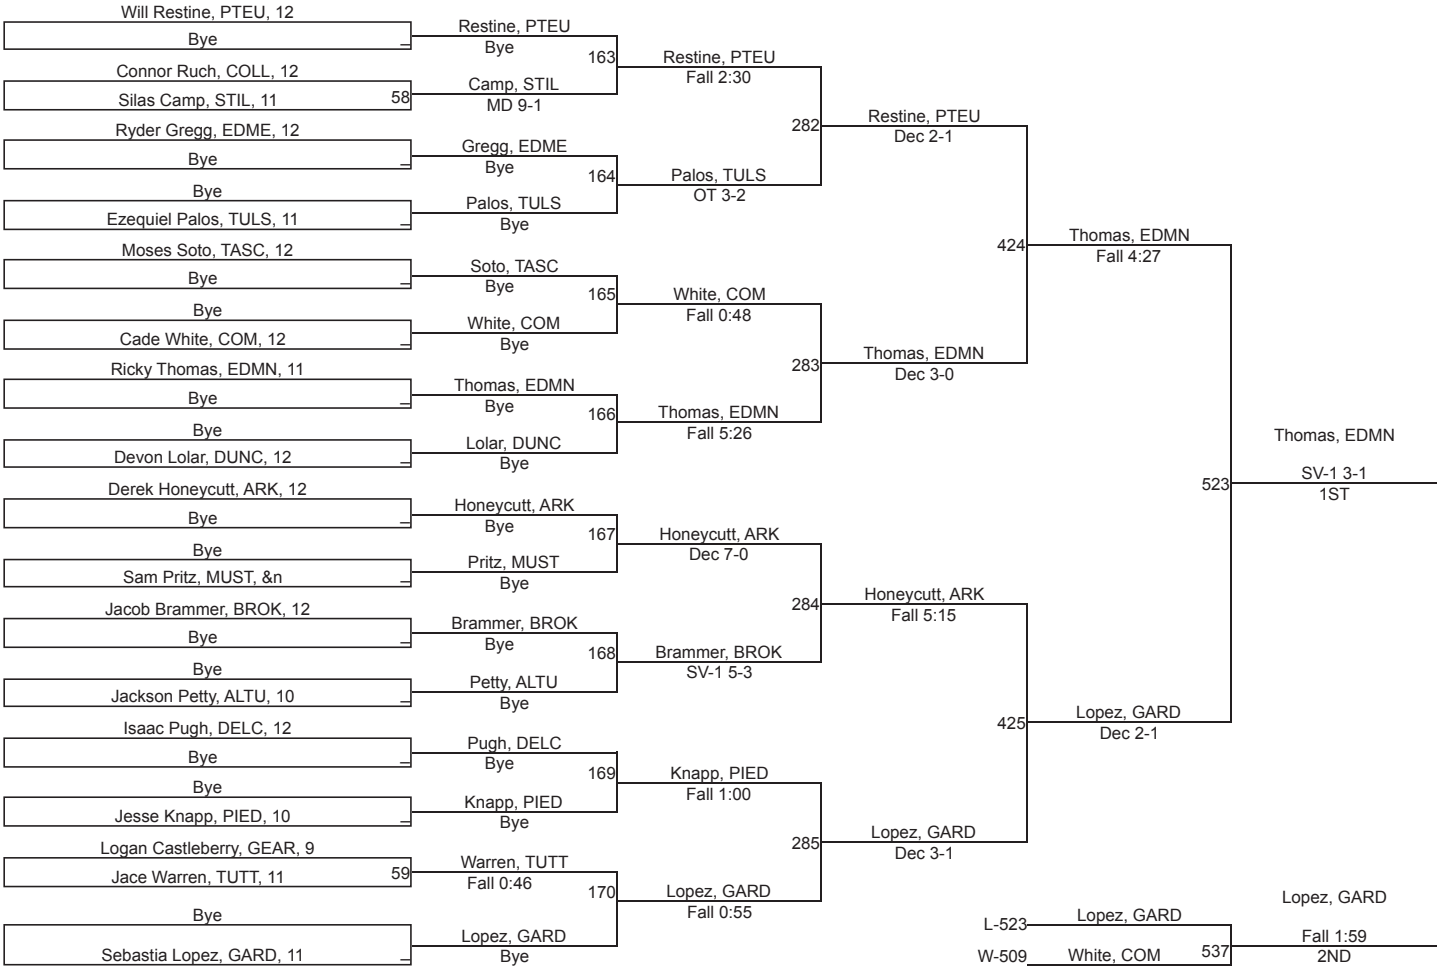 Will Restine, PTEU, 12
Bye
Connor Ruch, COLL, 12
Silas Camp, STIL, 11 58
Ryder Gregg, EDME, 12
Bye
Bye
Ezequiel Palos, TULS, 11
Moses Soto, TASC, 12
Bye
Bye
Cade White, COM, 12
Ricky Thomas, EDMN, 11
Bye
Bye
Devon Lolar, DUNC, 12
Derek Honeycutt, ARK, 12
Bye
Bye
Sam Pritz, MUST, &n
Jacob Brammer, BROK, 12
Bye
Bye
Jackson Petty, ALTU, 10
Isaac Pugh, DELC, 12
Bye
Bye
Jesse Knapp, PIED, 10
Logan Castleberry, GEAR, 9
Jace Warren, TUTT, 11 59
Bye
Sebastia Lopez, GARD, 11
Restine, PTEU
Bye
163
Camp, STIL
MD 9-1
Gregg, EDME
Bye
164
Palos, TULS
Bye
Soto, TASC
Bye
165
White, COM
Bye
Thomas, EDMN
Bye
166
Lolar, DUNC
Bye
Honeycutt, ARK
Bye
167
Pritz, MUST
Bye
Brammer, BROK
Bye
168
Petty, ALTU
Bye
Pugh, DELC
Bye
169
Knapp, PIED
Bye
Warren, TUTT
Fall 0:46
170
Lopez, GARD
Bye
Restine, PTEU
Fall 2:30
282
Palos, TULS
OT 3-2
White, COM
Fall 0:48
283
Thomas, EDMN
Fall 5:26
Honeycutt, ARK
Dec 7-0
284
Brammer, BROK
SV-1 5-3
Knapp, PIED
Fall 1:00
285
Lopez, GARD
Fall 0:55
Restine, PTEU
Dec 2-1
424
Thomas, EDMN
Dec 3-0
Honeycutt, ARK
Fall 5:15
425
Lopez, GARD
Dec 3-1
Thomas, EDMN
Fall 4:27
523
Lopez, GARD
Dec 2-1
Thomas, EDMN
SV-1 3-1
1ST
L-523 Lopez, GARD
W-509 White, COM 537
Lopez, GARD
Fall 1:59
2ND